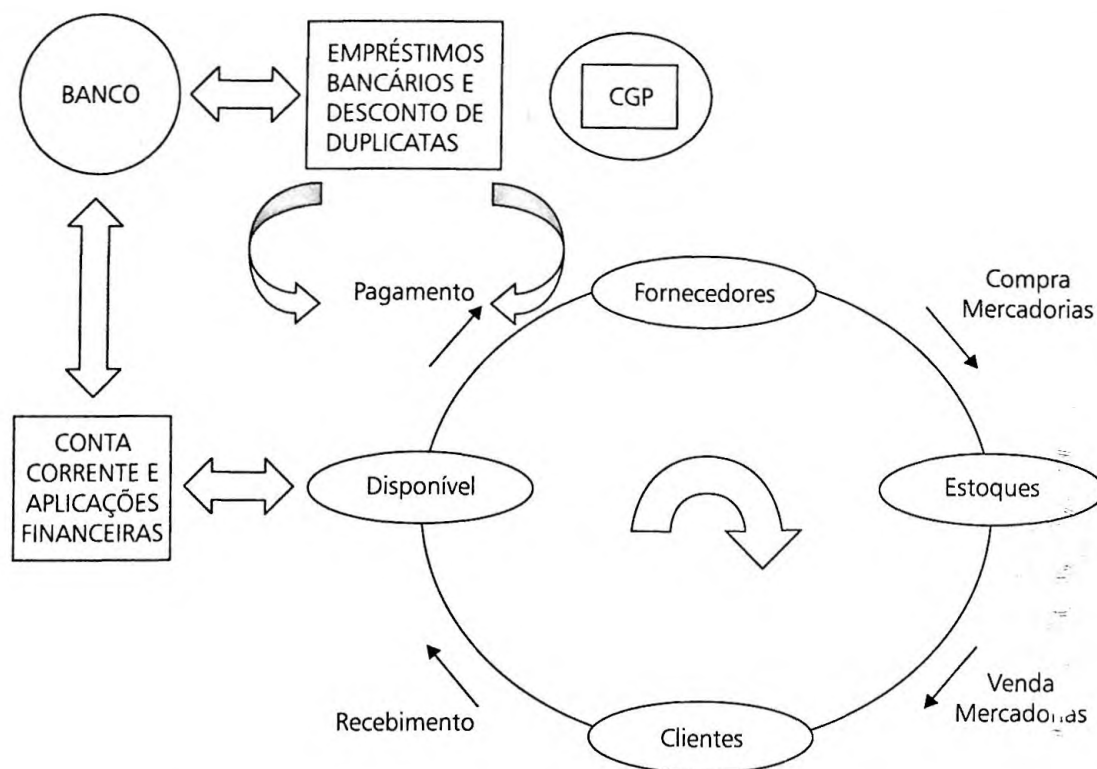 BANCO
EMPRÉSTIMOS
BANCÁRIOS E
DESCONTO DE
DUPLICATAS
CGP
Pagamento
Fornecedores
Compra
Mercadorias
CONTA
CORRENTE E
APLICAÇÕES
FINANCEIRAS
Disponível
Estoques
Recebimento
Clientes
Venda
Mercadorias